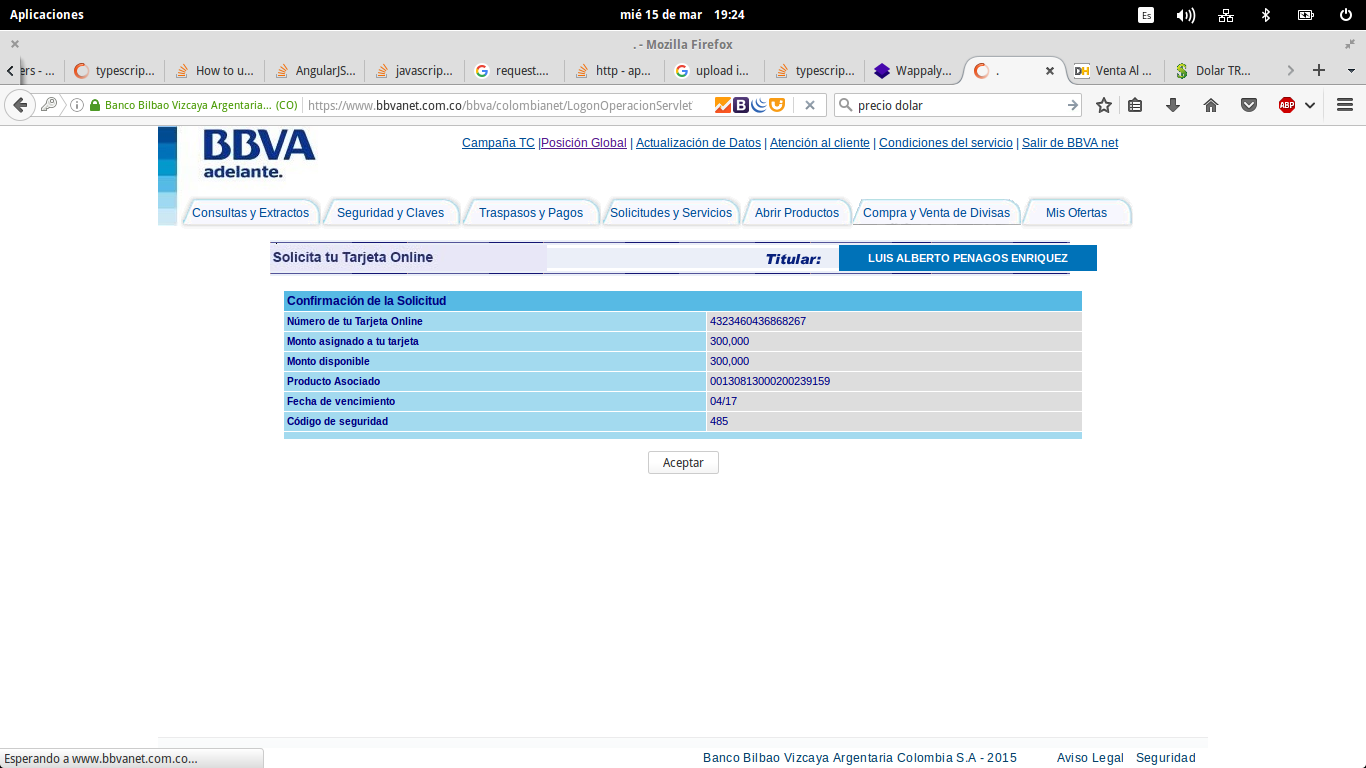 Aplicaciones
mié 15 de mar 19:24
Es
. - Mozilla Firefox
ers - ...
typescrip...
How to u...
AngularJS...
javascrip...
request....
http - ap...
upload i...
typescrip...
Wappaly...
.
Venta Al ...
Dolar TR...
Banco Bilbao Vizcaya Argentaria... (CO)
https://www.bbvanet.com.co/bbva/colombianet/LogonOperacionServlet
precio dolar
ABP
BBVA
adelante.
Campaña TC |Posición Global | Actualización de Datos | Atención al cliente | Condiciones del servicio | Salir de BBVA net
Consultas y Extractos
Seguridad y Claves
Traspasos y Pagos
Solicitudes y Servicios
Abrir Productos
Compra y Venta de Divisas
Mis Ofertas
Solicita tu Tarjeta Online
Titular: LUIS ALBERTO PENAGOS ENRIQUEZ
Confirmación de la Solicitud
Número de tu Tarjeta Online 4323460436868267
Monto asignado a tu tarjeta 300,000
Monto disponible 300,000
Producto Asociado 00130813000200239159
Fecha de vencimiento 04/17
Código de seguridad 485
Aceptar
Esperando a www.bbvanet.com.co...
Banco Bilbao Vizcaya Argentaria Colombia S.A - 2015
Aviso Legal
Seguridad